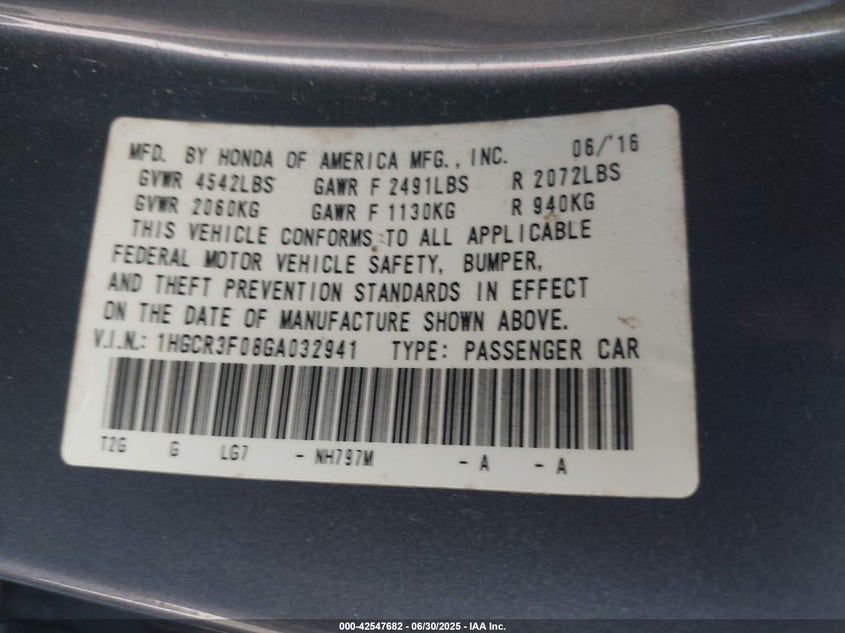 MFD. BY HONDA OF AMERICA MFG., INC. 06/'16
GVWR 4542LBS GAWR F 2491LBS R 2072LBS
GVWR 2060KG GAWR F 1130KG R 940KG
THIS VEHICLE CONFORMS TO ALL APPLICABLE
FEDERAL MOTOR VEHICLE SAFETY, BUMPER,
AND THEFT PREVENTION STANDARDS IN EFFECT
ON THE DATE OF MANUFACTURE SHOWN ABOVE.
V.I.N.: 1HGCR3F08GA032941 TYPE: PASSENGER CAR
T2G G LG7 - NH797M - A - A
000-42547682 - 06/30/2025 - IAA Inc.